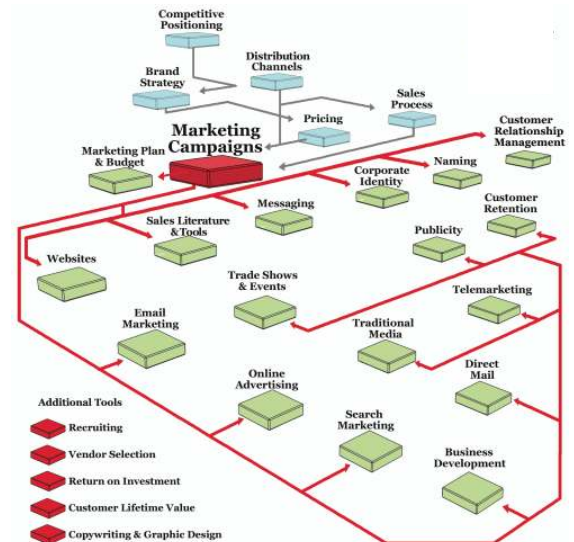 Competitive
Positioning
Distribution
Channels
Brand
Strategy
Sales
Process
Pricing
Marketing
Campaigns
Customer
Relationship
Management
Marketing Plan
& Budget
Corporate
Identity
Naming
Customer
Retention
Messaging
Sales Literature
&Tools
Publicity
Websites
Trade Shows
& Events
Telemarketing
Email
Marketing
Traditional
Media
Direct
Mail
Online
Advertising
Search
Marketing
Business
Development
Additional Tools
Recruiting
Vendor Selection
Return on Investment
Customer Lifetime Value
Copywriting & Graphic Design